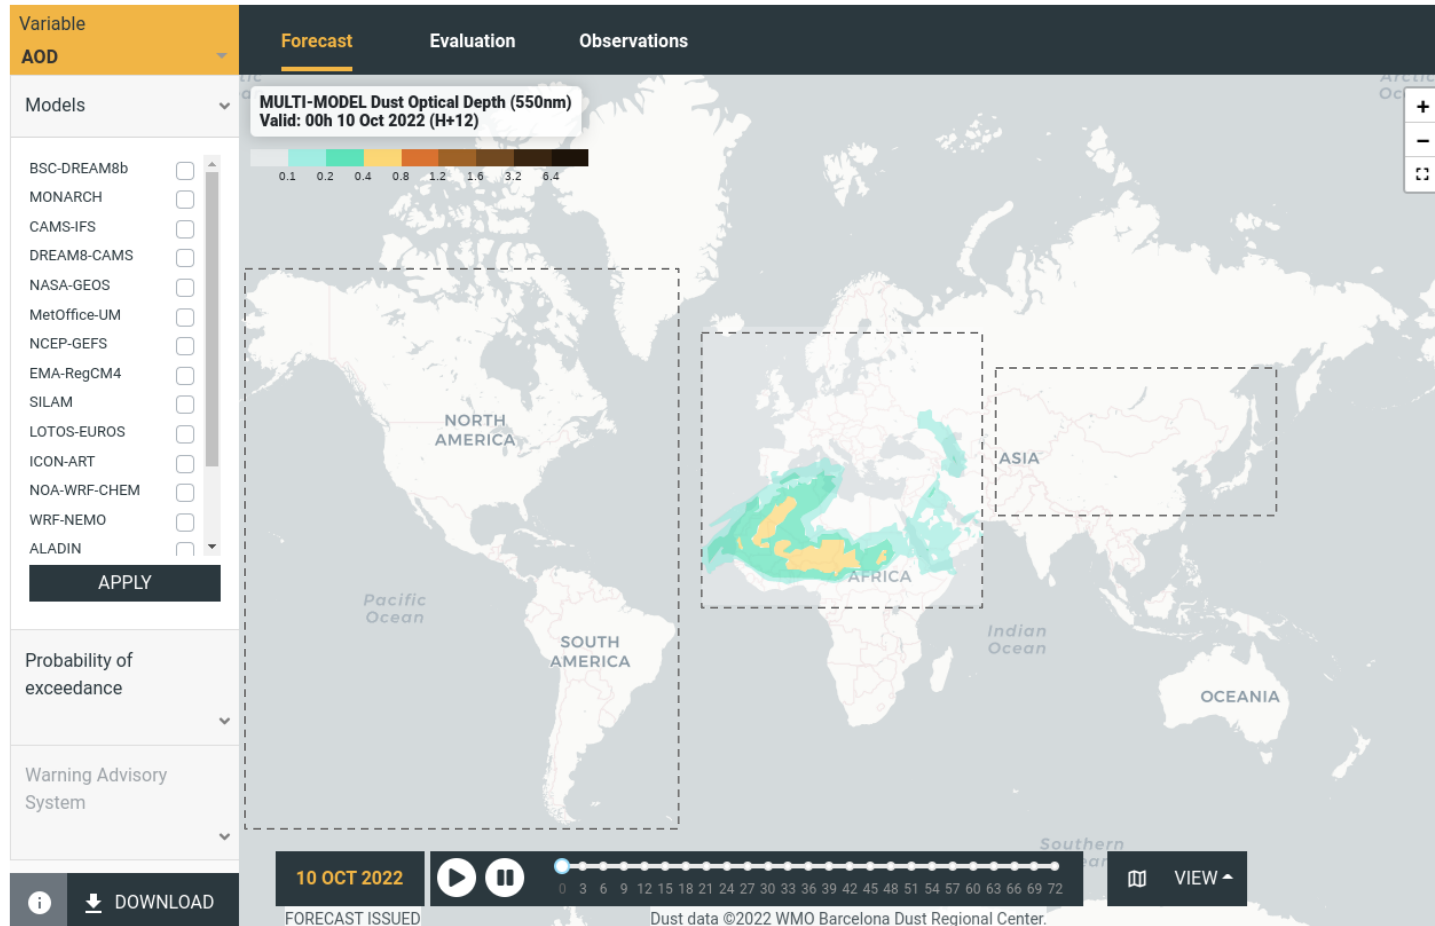 Variable
AOD
Forecast
Evaluation
Observations
Models
BSC-DREAM8b
MONARCH
CAMS-IFS
DREAM8-CAMS
NASA-GEOS
MetOffice-UM
NCEP-GEFS
EMA-RegCM4
SILAM
LOTOS-EUROS
ICON-ART
NOA-WRF-CHEM
WRF-NEMO
ALADIN
APPLY
Probability of
exceedance
Warning Advisory
System
DOWNLOAD
MULTI-MODEL Dust Optical Depth (550nm)
Valid: 00h 10 Oct 2022 (H+12)
0.1 0.2 0.4 0.8 1.2 1.6 3.2 6.4
+
−
NORTH
AMERICA
ASIA
AFRICA
Pacific
Ocean
SOUTH
AMERICA
Indian
Ocean
OCEANIA
Southern
10 OCT 2022
0 3 6 9 12 15 18 21 24 27 30 33 36 39 42 45 48 51 54 57 60 63 66 69 72
VIEW
FORECAST ISSUED
Dust data ©2022 WMO Barcelona Dust Regional Center.